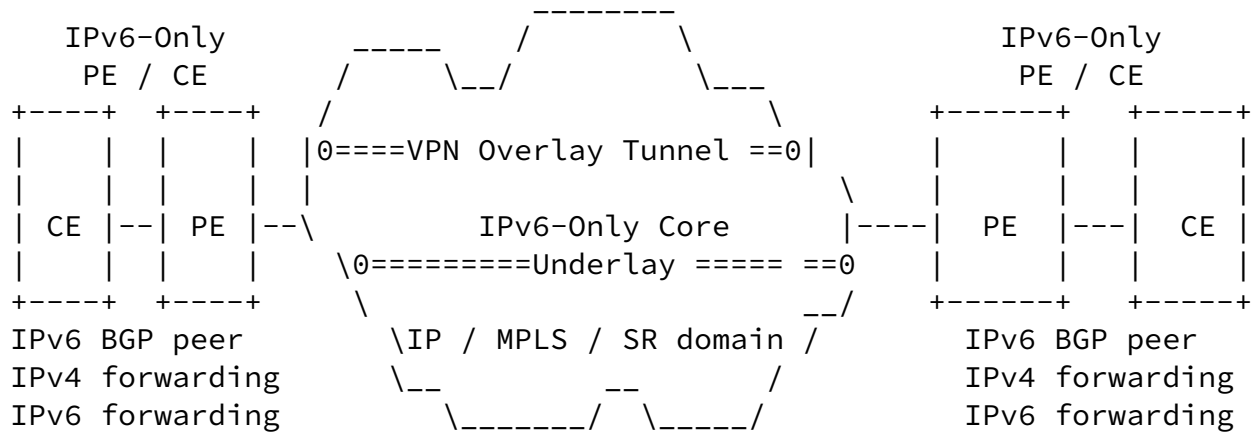 IPv6-Only IPv6-Only
PE / CE PE / CE
0====VPN Overlay Tunnel ==0
CE PE IPv6-Only Core PE CE
0=========Underlay ===== ==0
IPv6 BGP peer IP / MPLS / SR domain IPv6 BGP peer
IPv4 forwarding IPv4 forwarding
IPv6 forwarding IPv6 forwarding